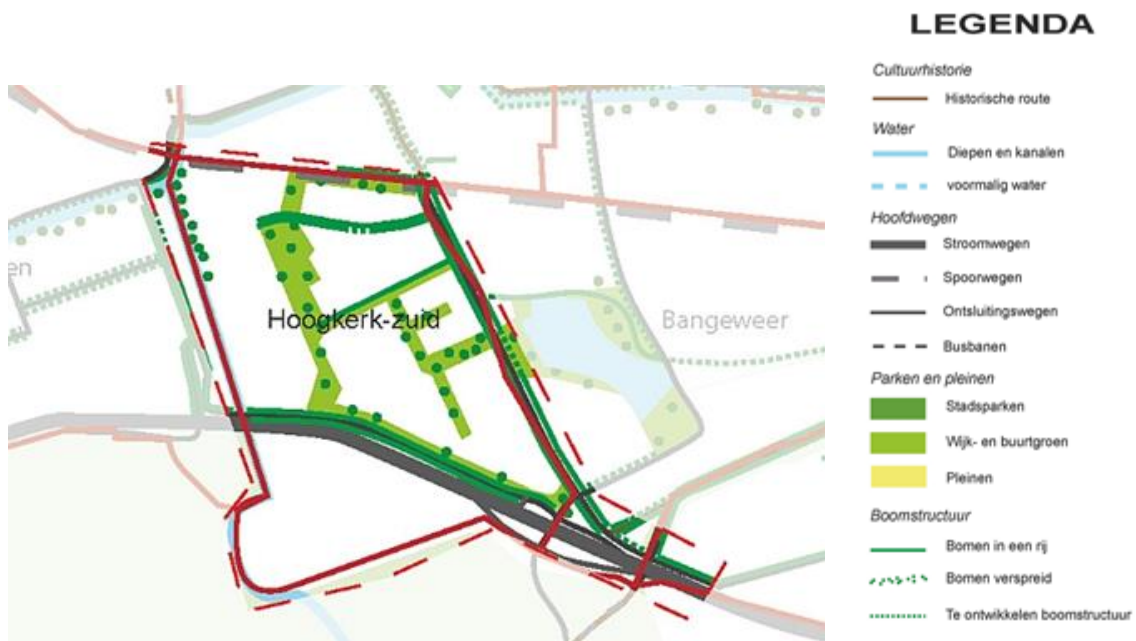 LEGENDA
Cultuurhistorie
Historische route
Water
Diepen en kanalen
voormalig water
Hoofdwegen
Stroomwegen
Spoorwegen
Ontsluitingswegen
Busbanen
Parken en pleinen
Stadsparken
Wijk- en buurtgroen
Pleinen
Boomstructuur
Bomen in een rij
Bomen verspreid
Te ontwikkelen boomstructuur
en
Hoogkerk-zuid
Bangeweer